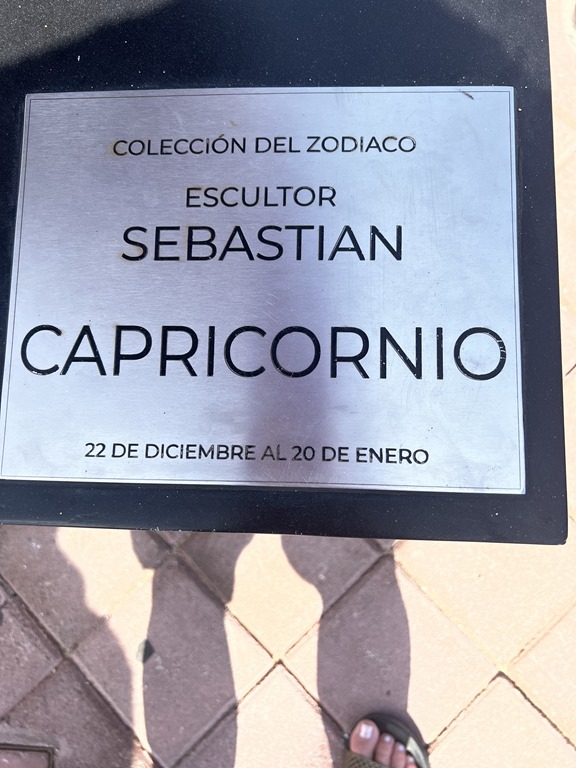 COLECCIÓN DEL ZODIACO
ESCULTOR
SEBASTIAN
CAPRICORNIO
22 DE DICIEMBRE AL 20 DE ENERO